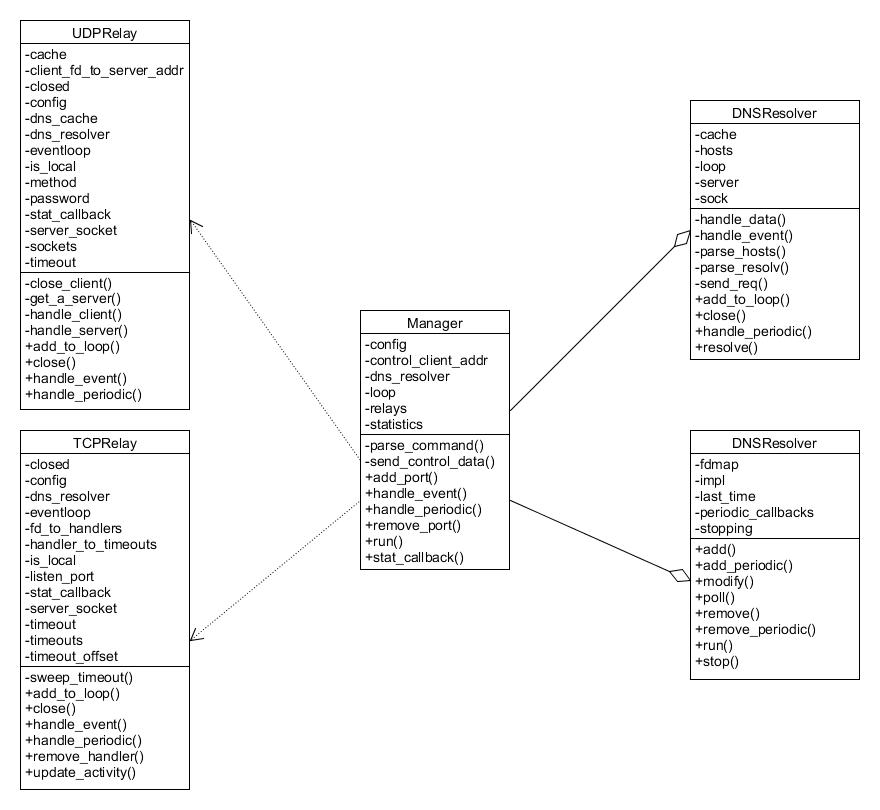 UDPRelay
-cache
-client_fd_to_server_addr
-closed
-config
-dns_cache
-dns_resolver
-eventloop
-is_local
-method
-password
-stat_callback
-server_socket
-sockets
-timeout
-close_client()
-get_a_server()
-handle_client()
-handle_server()
+add_to_loop()
+close()
+handle_event()
+handle_periodic()
TCPRelay
-closed
-config
-dns_resolver
-eventloop
-fd_to_handlers
-handler_to_timeouts
-is_local
-listen_port
-stat_callback
-server_socket
-timeout
-timeouts
-timeout_offset
-sweep_timeout()
+add_to_loop()
+close()
+handle_event()
+handle_periodic()
+remove_handler()
+update_activity()
Manager
-config
-control_client_addr
-dns_resolver
-loop
-relays
-statistics
-parse_command()
-send_control_data()
+add_port()
+handle_event()
+handle_periodic()
+remove_port()
+run()
+stat_callback()
DNSResolver
-cache
-hosts
-loop
-server
-sock
-handle_data()
-handle_event()
-parse_hosts()
-parse_resolv()
-send_req()
+add_to_loop()
+close()
+handle_periodic()
+resolve()
DNSResolver
-fdmap
-impl
-last_time
-periodic_callbacks
-stopping
+add()
+add_periodic()
+modify()
+poll()
+remove()
+remove_periodic()
+run()
+stop()